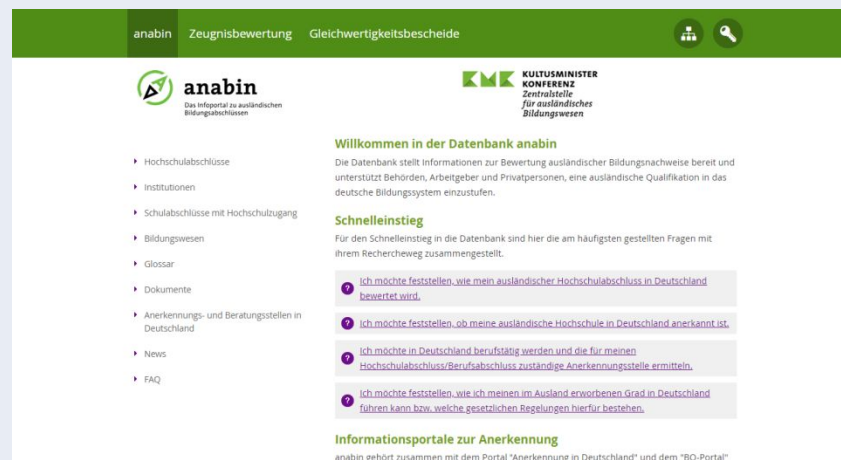 anabin Zeugnisbewertung Gleichwertigkeitsbescheide
anabin
Das Infoportal zu ausländischen
Bildungsabschlüssen
KMK KULTUSMINISTER
KONFERENZ
Zentralstelle
für ausländisches
Bildungswesen
Hochschulabschlüsse
Institutionen
Schulabschlüsse mit Hochschulzugang
Bildungswesen
Glossar
Dokumente
Anerkennungs- und Beratungsstellen in
Deutschland
News
FAQ
Willkommen in der Datenbank anabin
Die Datenbank stellt Informationen zur Bewertung ausländischer Bildungsnachweise bereit und
unterstützt Behörden, Arbeitgeber und Privatpersonen, eine ausländische Qualifikation in das
deutsche Bildungssystem einzustufen.
Schnelleinstieg
Für den Schnelleinstieg in die Datenbank sind hier die am häufigsten gestellten Fragen mit
ihrem Rechercheweg zusammengestellt.
? Ich möchte feststellen, wie mein ausländischer Hochschulabschluss in Deutschland
bewertet wird.
? Ich möchte feststellen, ob meine ausländische Hochschule in Deutschland anerkannt ist.
? Ich möchte in Deutschland berufstätig werden und die für meinen
Hochschulabschluss/Berufsabschluss zuständige Anerkennungsstelle ermitteln.
? Ich möchte feststellen, wie ich meinen im Ausland erworbenen Grad in Deutschland
führen kann bzw. welche gesetzlichen Regelungen hierfür bestehen.
Informationsportale zur Anerkennung
anabin gehört zusammen mit dem Portal "Anerkennung in Deutschland" und dem "BQ-Portal"